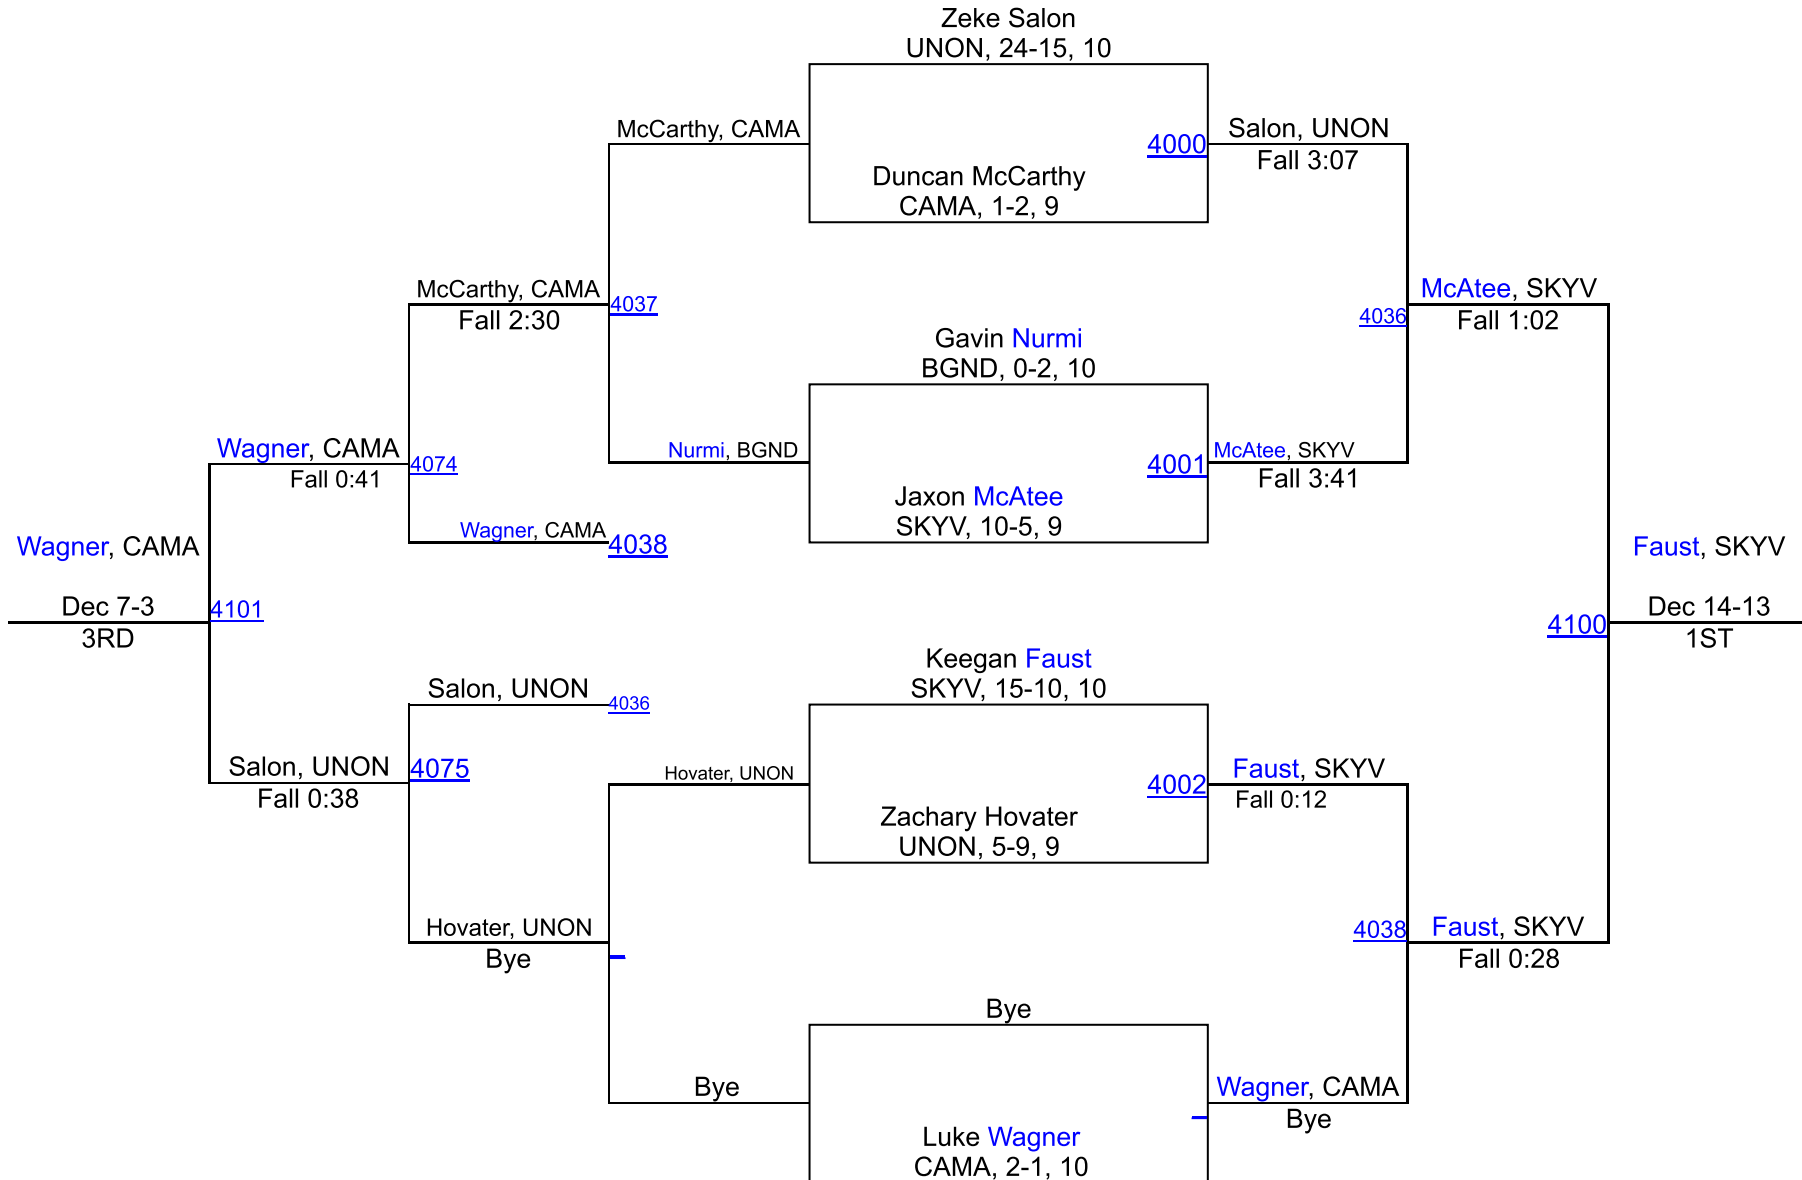 Zeke Salon
UNON, 24-15, 10
McCarthy, CAMA
4000
Salon, UNON
Fall 3:07
Duncan McCarthy
CAMA, 1-2, 9
McCarthy, CAMA
Fall 2:30
4037
4036
McAtee, SKYV
Fall 1:02
Gavin Nurmi
BGND, 0-2, 10
Wagner, CAMA
Fall 0:41
4074
Nurmi, BGND
4001
McAtee, SKYV
Fall 3:41
Jaxon McAtee
SKYV, 10-5, 9
Wagner, CAMA
4038
Wagner, CAMA
Dec 7-3
3RD
4101
Faust, SKYV
4100
Dec 14-13
1ST
Keegan Faust
SKYV, 15-10, 10
Salon, UNON
4036
Salon, UNON
Fall 0:38
4075
Hovater, UNON
4002
Faust, SKYV
Fall 0:12
Zachary Hovater
UNON, 5-9, 9
Hovater, UNON
Bye
4038
Faust, SKYV
Fall 0:28
Bye
Bye
Wagner, CAMA
Bye
Luke Wagner
CAMA, 2-1, 10